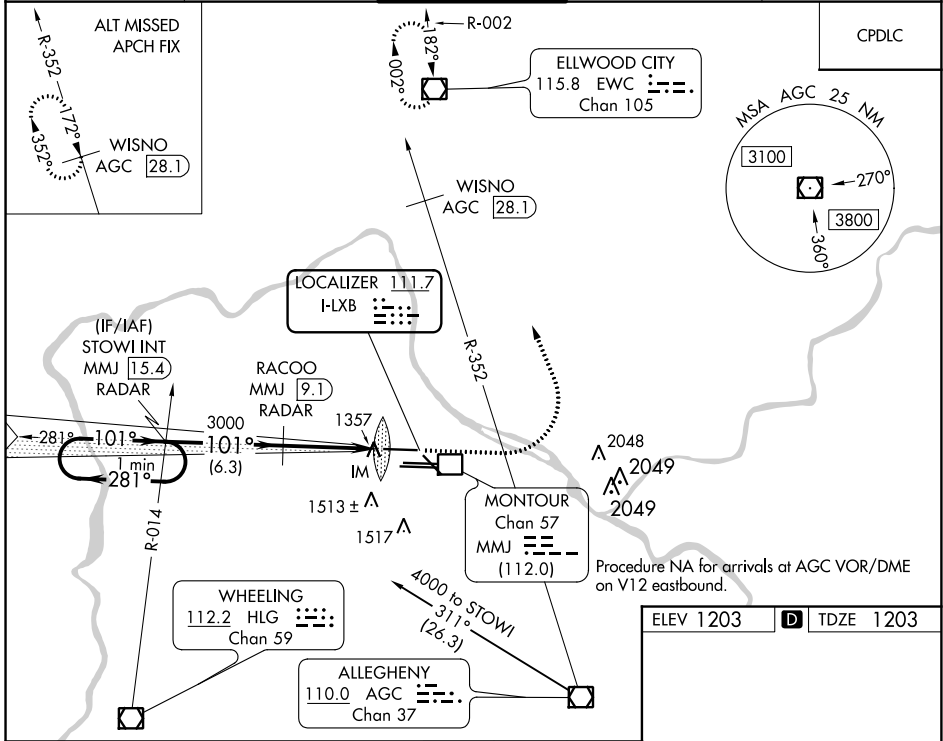 ALT MISSED
APCH FIX
R-352
172°
352°
WISNO
AGC 28.1
R-002
182°
002°
ELLWOOD CITY
115.8 EWC
Chan 105
CPDLC
MSA AGC 25 NM
3100
270°
3800
360°
WISNO
AGC 28.1
R-352
LOCALIZER 111.7
I-LXB
(IF/IAF)
STOWI INT
MMJ 15.4
RADAR
RACOO
MMJ 9.1
RADAR
1357
3000
281°
101°
101°
(6.3)
1 min
281°
IM
2048
2049
2049
1513 ±
1517
MONTOUR
Chan 57
MMJ
(112.0)
R-014
Procedure NA for arrivals at AGC VOR/DME
on V12 eastbound.
4000 to STOWI
311°
(26.3)
WHEELING
112.2 HLG
Chan 59
ALLEGHENY
110.0 AGC
Chan 37
ELEV 1203 D TDZE 1203